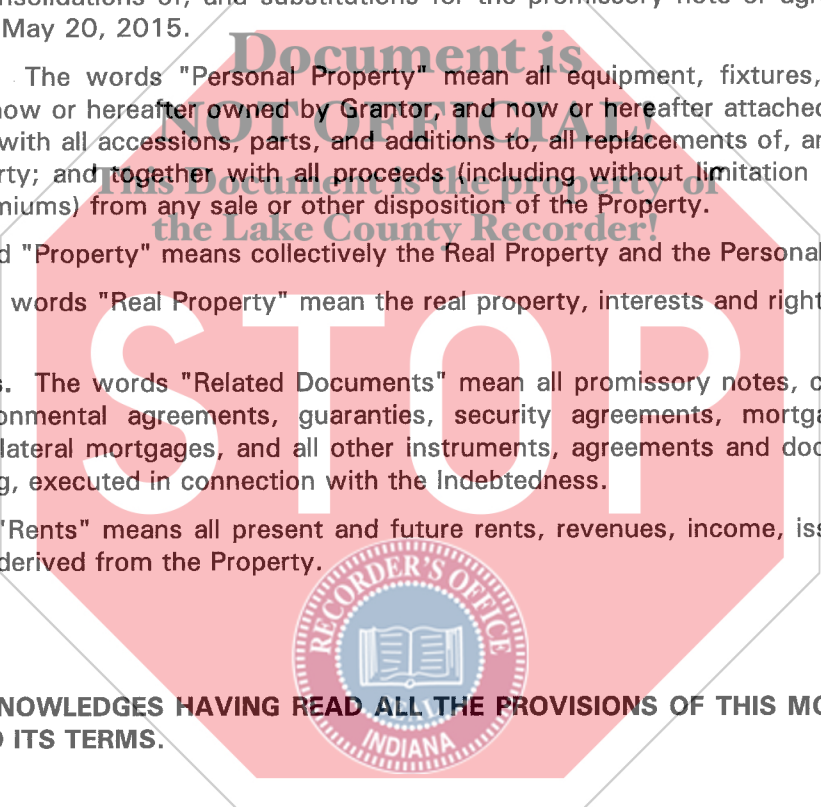 May 20, 2015.
Document is
The words "Personal Property" mean all equipment, fixtures,
now or hereafter owned by Grantor, and now or hereafter attached
NOT OFFICIAL!
with all accessions, parts, and additions to, all replacements of, an
rty; and together with all proceeds (including without limitation
This Document is the property of
miums) from any sale or other disposition of the Property.
the Lake County Recorder!
d "Property" means collectively the Real Property and the Personal
words "Real Property" mean the real property, interests and right
STOP
s. The words "Related Documents" mean all promissory notes, c
onmental agreements, guaranties, security agreements, mortga
lateral mortgages, and all other instruments, agreements and doc
g, executed in connection with the Indebtedness.
"Rents" means all present and future rents, revenues, income, iss
derived from the Property.
RECORDER'S OFFICE
NOWLEDGES HAVING READ ALL THE PROVISIONS OF THIS MO
D ITS TERMS.
INDIANA